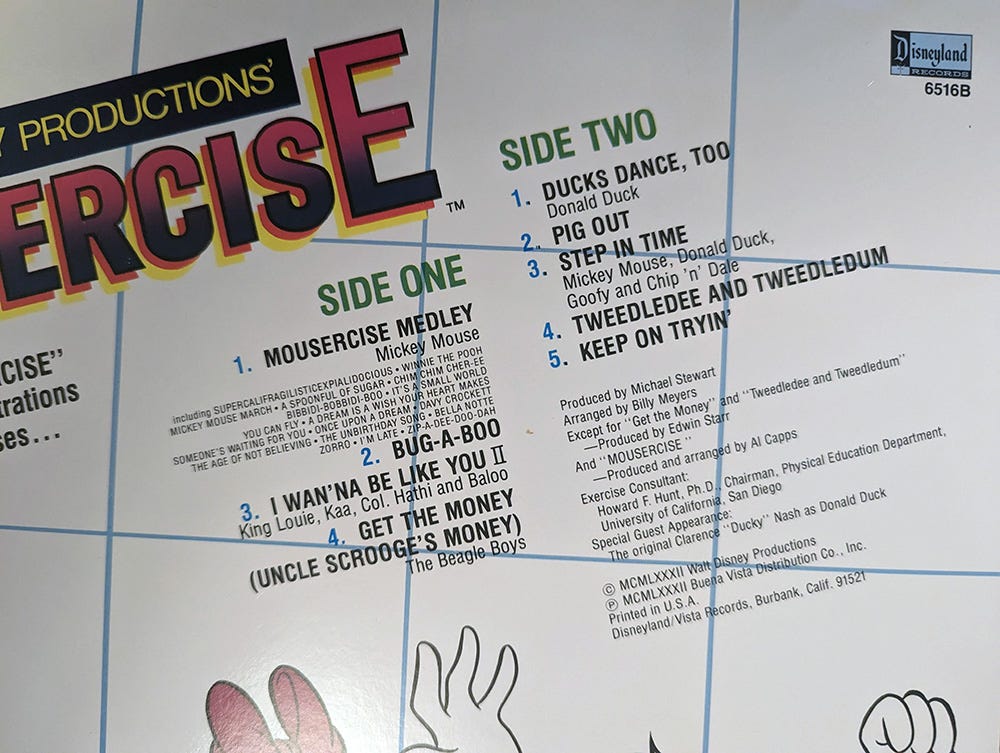 Y PRODUCTIONS'
ERCISE™
CISE"
trations
ses...
SIDE ONE
1. MOUSERCISE MEDLEY
Mickey Mouse
including SUPERCALIFRAGILISTICEXPIALIDOCIOUS • WINNIE THE POOH
MICKEY MOUSE MARCH • A SPOONFUL OF SUGAR • CHIM CHIM CHER-EE
BIBBIDI-BOBBIDI-BOO • IT'S A SMALL WORLD
YOU CAN FLY • A DREAM IS A WISH YOUR HEART MAKES
SOMEONE'S WAITING FOR YOU • ONCE UPON A DREAM • DAVY CROCKETT
THE AGE OF NOT BELIEVING • THE UNBIRTHDAY SONG • BELLA NOTTE
ZORRO • I'M LATE • ZIP-A-DEE-DOO-DAH
2. BUG-A-BOO
3. I WAN'NA BE LIKE YOU II
King Louie, Kaa, Col. Hathi and Baloo
4. GET THE MONEY
(UNCLE SCROOGE'S MONEY)
The Beagle Boys
Disneyland
RECORDS
6516B
SIDE TWO
1. DUCKS DANCE, TOO
Donald Duck
2. PIG OUT
3. STEP IN TIME
Mickey Mouse, Donald Duck,
Goofy and Chip 'n' Dale
4. TWEEDLEDEE AND TWEEDLEDUM
5. KEEP ON TRYIN'
Produced by Michael Stewart
Arranged by Billy Meyers
Except for "Get the Money" and "Tweedledee and Tweedledum"
—Produced by Edwin Starr
And "MOUSERCISE"
—Produced and arranged by Al Capps
Exercise Consultant:
Howard F. Hunt, Ph.D., Chairman, Physical Education Department,
University of California, San Diego
Special Guest Appearance:
The original Clarence "Ducky" Nash as Donald Duck
© MCMLXXXII Walt Disney Productions
℗ MCMLXXXII Buena Vista Distribution Co., Inc.
Printed in U.S.A.
Disneyland/Vista Records, Burbank, Calif. 91521